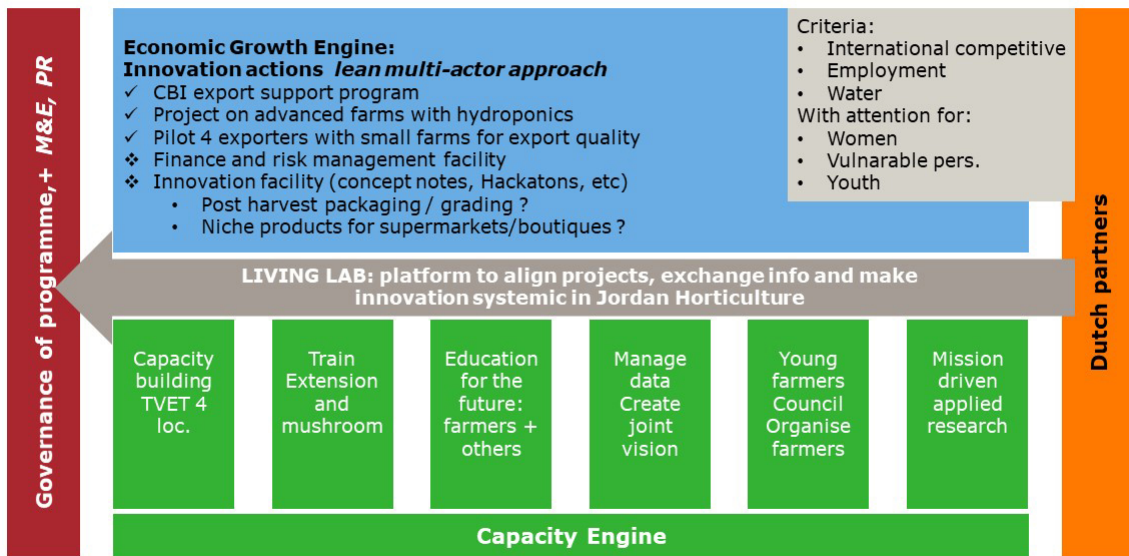 Governance of programme,+ M&E, PR
Economic Growth Engine:
Innovation actions lean multi-actor approach
✓ CBI export support program
✓ Project on advanced farms with hydroponics
✓ Pilot 4 exporters with small farms for export quality
❖ Finance and risk management facility
❖ Innovation facility (concept notes, Hackatons, etc)
• Post harvest packaging / grading ?
• Niche products for supermarkets/boutiques ?
Criteria:
• International competitive
• Employment
• Water
With attention for:
• Women
• Vulnarable pers.
• Youth
LIVING LAB: platform to align projects, exchange info and make
innovation systemic in Jordan Horticulture
Capacity
building
TVET 4
loc.
Train
Extension
and
mushroom
Education
for the
future:
farmers +
others
Manage
data
Create
joint
vision
Young
farmers
Council
Organise
farmers
Mission
driven
applied
research
Capacity Engine
Dutch partners